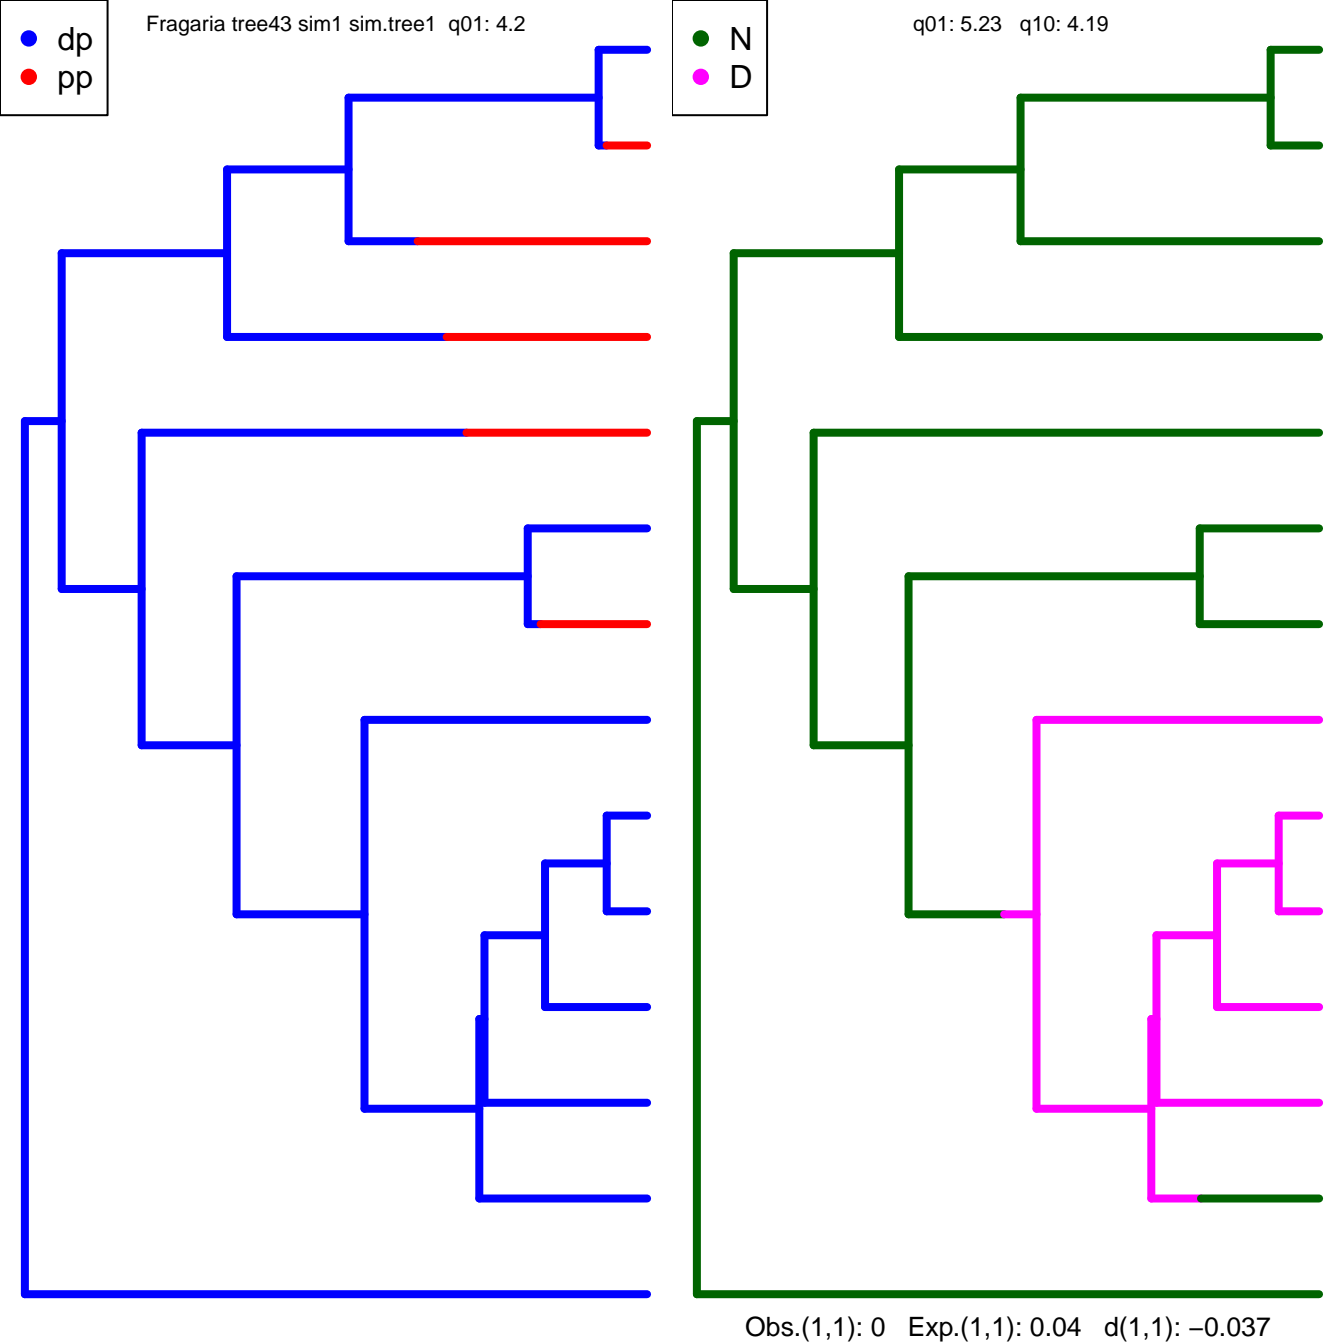 Fragaria tree43 sim1 sim.tree1  q01: 4.2
dp
pp
q01: 5.23   q10: 4.19
N
D
Obs.(1,1): 0   Exp.(1,1): 0.04   d(1,1): −0.037